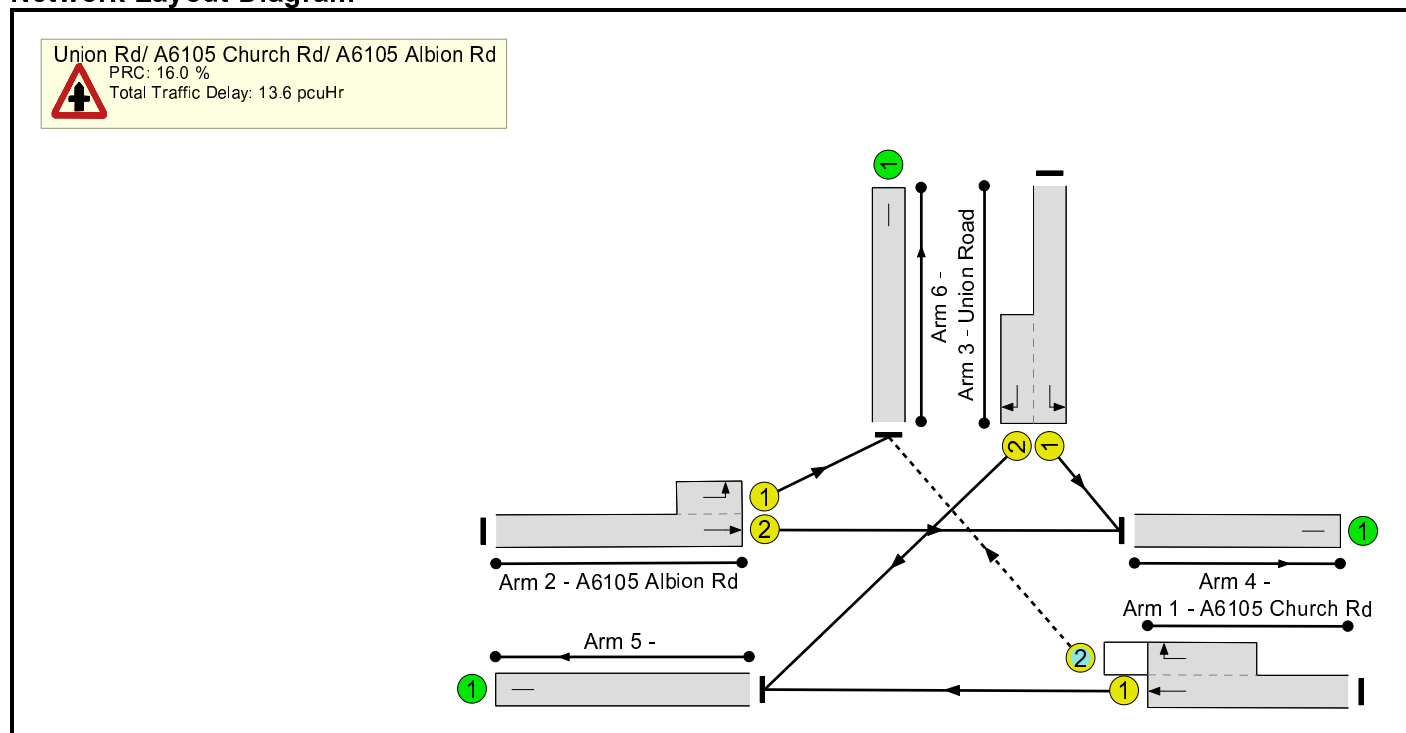 Network Layout Diagram
Union Rd/ A6105 Church Rd/ A6105 Albion Rd
PRC: 16.0 %
Total Traffic Delay: 13.6 pcuHr
1
Arm 6 -
Arm 3 - Union Road
2
1
1
2
1
Arm 2 - A6105 Albion Rd
Arm 4 -
Arm 1 - A6105 Church Rd
Arm 5 -
2
1
1